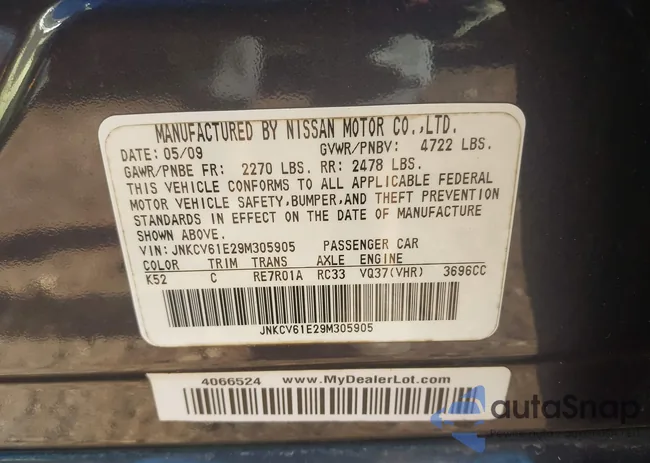 MANUFACTURED BY NISSAN MOTOR CO.,LTD.
DATE: 05/09 GVWR/PNBV: 4722 LBS.
GAWR/PNBE FR: 2270 LBS. RR: 2478 LBS.
THIS VEHICLE CONFORMS TO ALL APPLICABLE FEDERAL
MOTOR VEHICLE SAFETY,BUMPER,AND THEFT PREVENTION
STANDARDS IN EFFECT ON THE DATE OF MANUFACTURE
SHOWN ABOVE.
VIN: JNKCV61E29M305905 PASSENGER CAR
COLOR TRIM TRANS AXLE ENGINE
K52 C RE7R01A RC33 VQ37(VHR) 3696CC
JNKCV61E29M305905
4066524 www.MyDealerLot.com
autaSnap